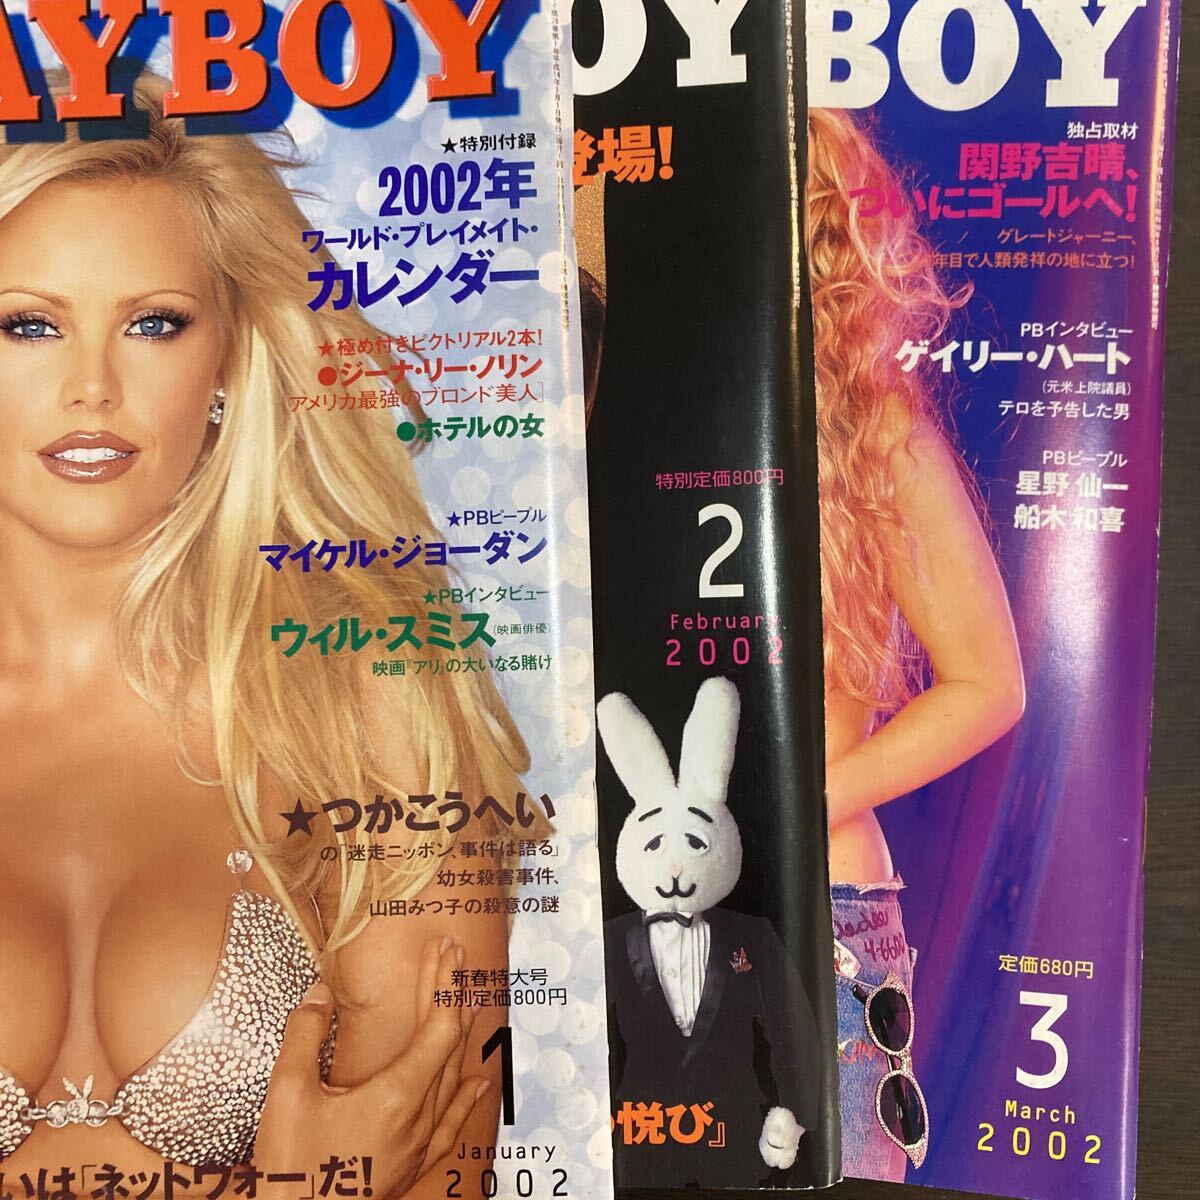 AYBOY
★特別付録
2002年
ワールド・プレイメイト・
カレンダー
★極め付きピクトリアル2本!
●ジーナ・リー・ノリン
アメリカ最強のブロンド美人]
●ホテルの女
★PBピープル
マイケル・ジョーダン
★PBインタビュー
ウィル・スミス(映画俳優)
映画『アリ』の大いなる賭け
★つかこうへい
の「迷走ニッポン、事件は語る」
幼女殺害事件、
山田みつ子の殺意の謎
新春特大号
特別定価800円
1
January
2002
いは「ネットウォー」だ!
OY
登場!
特別定価800円
2
February
2002
悦び』
BOY
独占取材
関野吉晴、
ついにゴールへ!
グレートジャーニー、
年目で人類発祥の地に立つ!
PBインタビュー
ゲイリー・ハート
(元米上院議員)
テロを予告した男
PBピープル
星野 仙一
船木 和喜
定価680円
3
March
2002